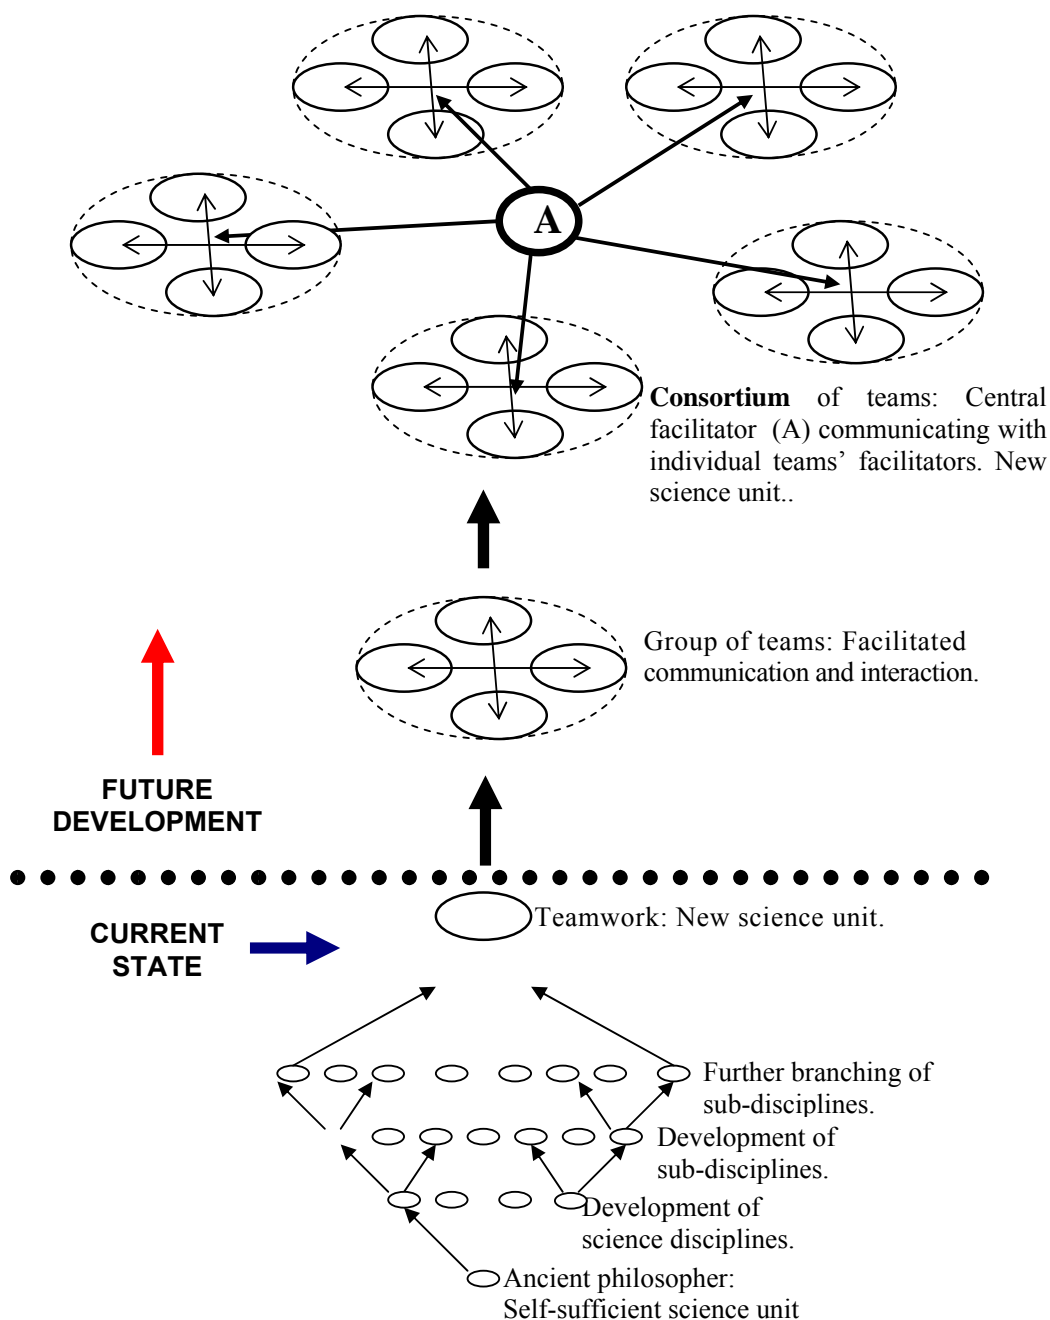 A
Consortium of teams: Central
facilitator (A) communicating with
individual teams’ facilitators. New
science unit..
Group of teams: Facilitated
communication and interaction.
FUTURE
DEVELOPMENT
Teamwork: New science unit.
CURRENT
STATE
Further branching of
sub-disciplines.
Development of
sub-disciplines.
Development of
science disciplines.
Ancient philosopher:
Self-sufficient science unit